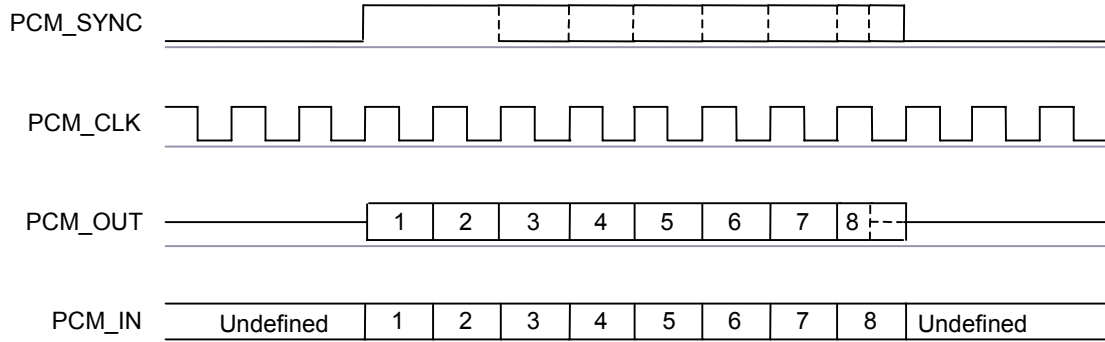 PCM_SYNC
PCM_CLK
PCM_OUT 1 2 3 4 5 6 7 8
PCM_IN Undefined 1 2 3 4 5 6 7 8 Undefined